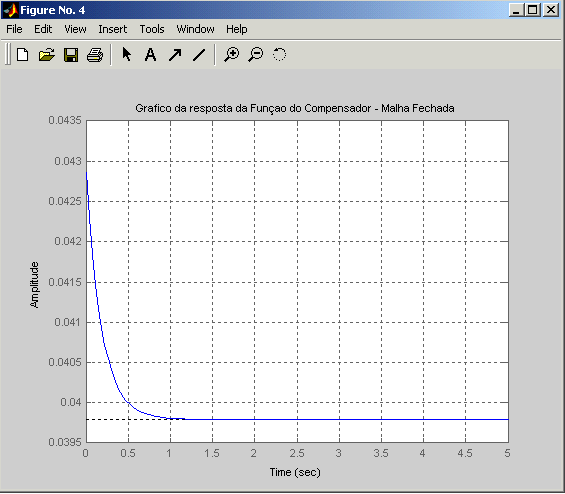 Figure No. 4
File Edit View Insert Tools Window Help
A
Grafico da resposta da Funçao do Compensador - Malha Fechada
0.0435
0.043
0.0425
0.042
0.0415
0.041
0.0405
0.04
0.0395
Amplitude
0 0.5 1 1.5 2 2.5 3 3.5 4 4.5 5
Time (sec)